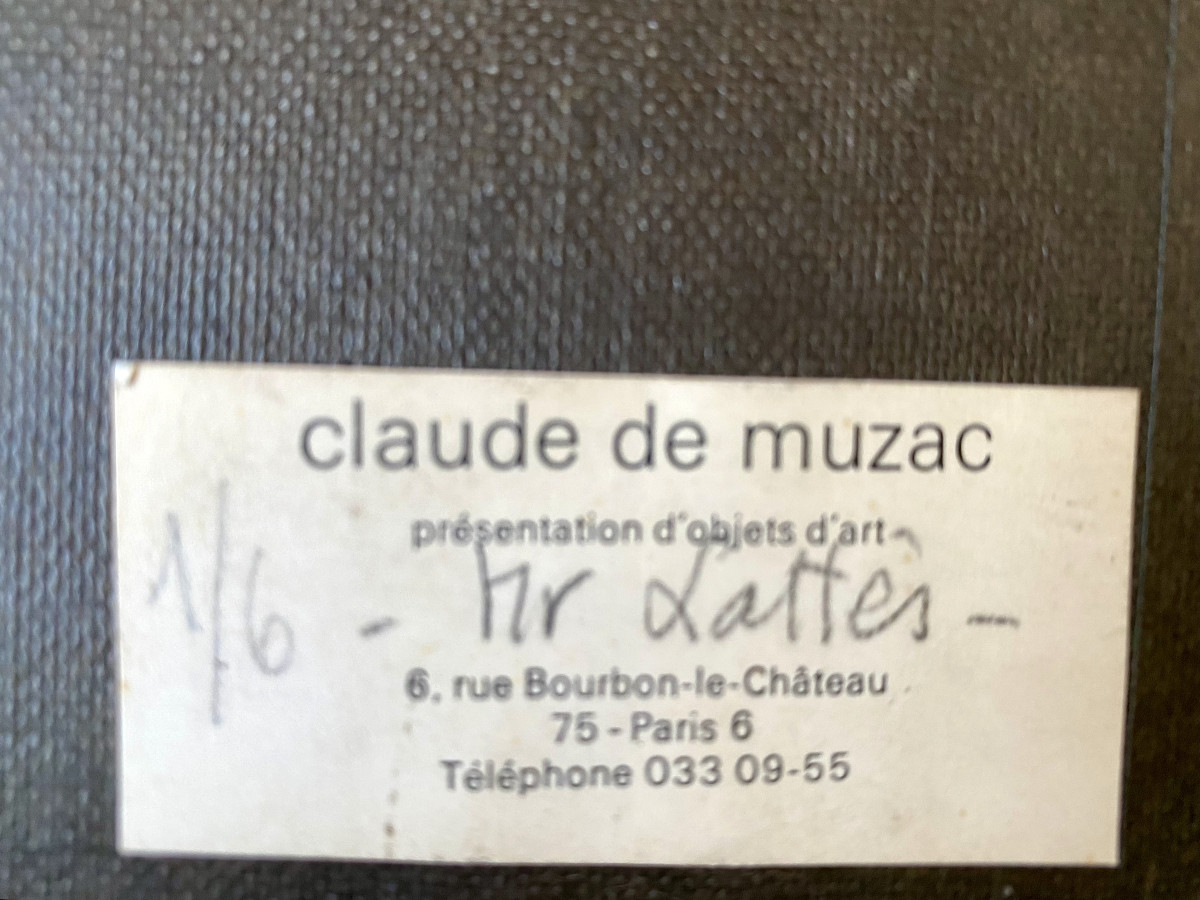 claude de muzac
présentation d'objets d'art
1/6 - Mr Lattès -
6, rue Bourbon-le-Château
75 - Paris 6
Téléphone 033 09-55